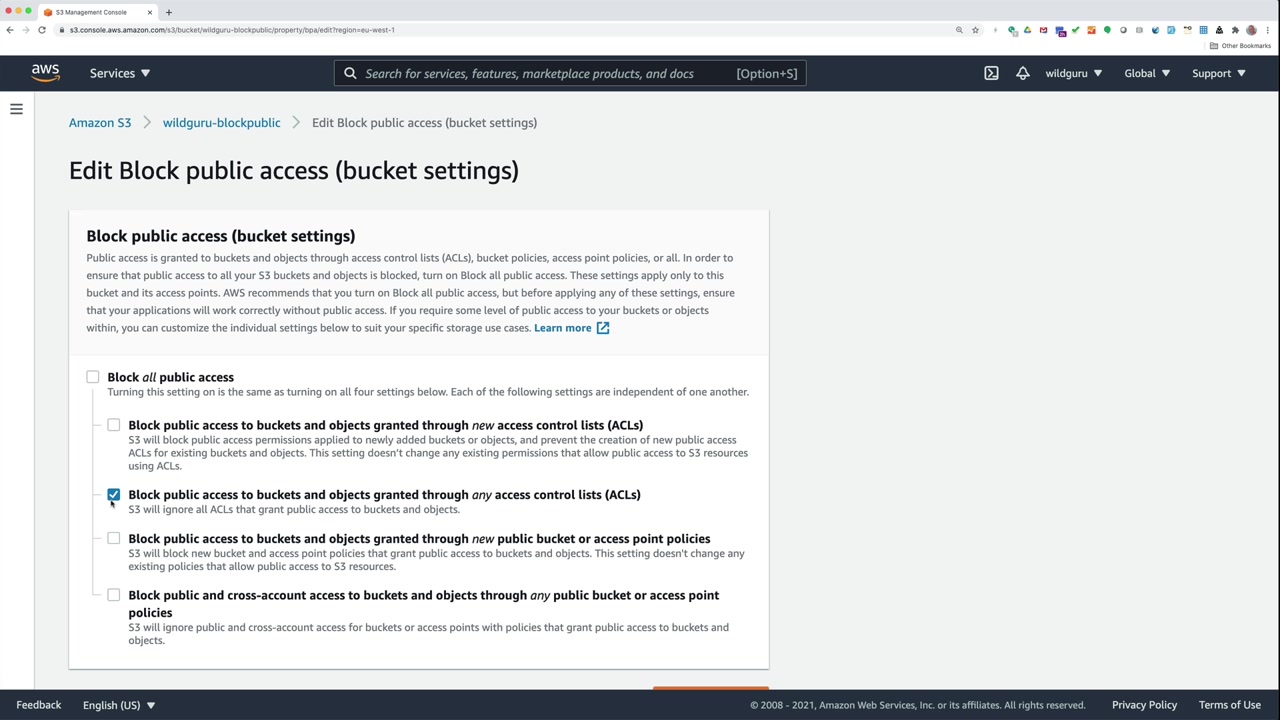 S3 Management Console
s3.console.aws.amazon.com/s3/bucket/wildguru-blockpublic/property/bpa/edit?region=eu-west-1
Other Bookmarks
aws
Services
Search for services, features, marketplace products, and docs
[Option+S]
wildguru
Global
Support
Amazon S3
wildguru-blockpublic
Edit Block public access (bucket settings)
Edit Block public access (bucket settings)
Block public access (bucket settings)
Public access is granted to buckets and objects through access control lists (ACLs), bucket policies, access point policies, or all. In order to
ensure that public access to all your S3 buckets and objects is blocked, turn on Block all public access. These settings apply only to this
bucket and its access points. AWS recommends that you turn on Block all public access, but before applying any of these settings, ensure
that your applications will work correctly without public access. If you require some level of public access to your buckets or objects
within, you can customize the individual settings below to suit your specific storage use cases. Learn more
Block all public access
Turning this setting on is the same as turning on all four settings below. Each of the following settings are independent of one another.
Block public access to buckets and objects granted through new access control lists (ACLs)
S3 will block public access permissions applied to newly added buckets or objects, and prevent the creation of new public access
ACLs for existing buckets and objects. This setting doesn't change any existing permissions that allow public access to S3 resources
using ACLs.
Block public access to buckets and objects granted through any access control lists (ACLs)
S3 will ignore all ACLs that grant public access to buckets and objects.
Block public access to buckets and objects granted through new public bucket or access point policies
S3 will block new bucket and access point policies that grant public access to buckets and objects. This setting doesn't change any
existing policies that allow public access to S3 resources.
Block public and cross-account access to buckets and objects through any public bucket or access point
policies
S3 will ignore public and cross-account access for buckets or access points with policies that grant public access to buckets and
objects.
Feedback
English (US)
© 2008 - 2021, Amazon Web Services, Inc. or its affiliates. All rights reserved.
Privacy Policy
Terms of Use